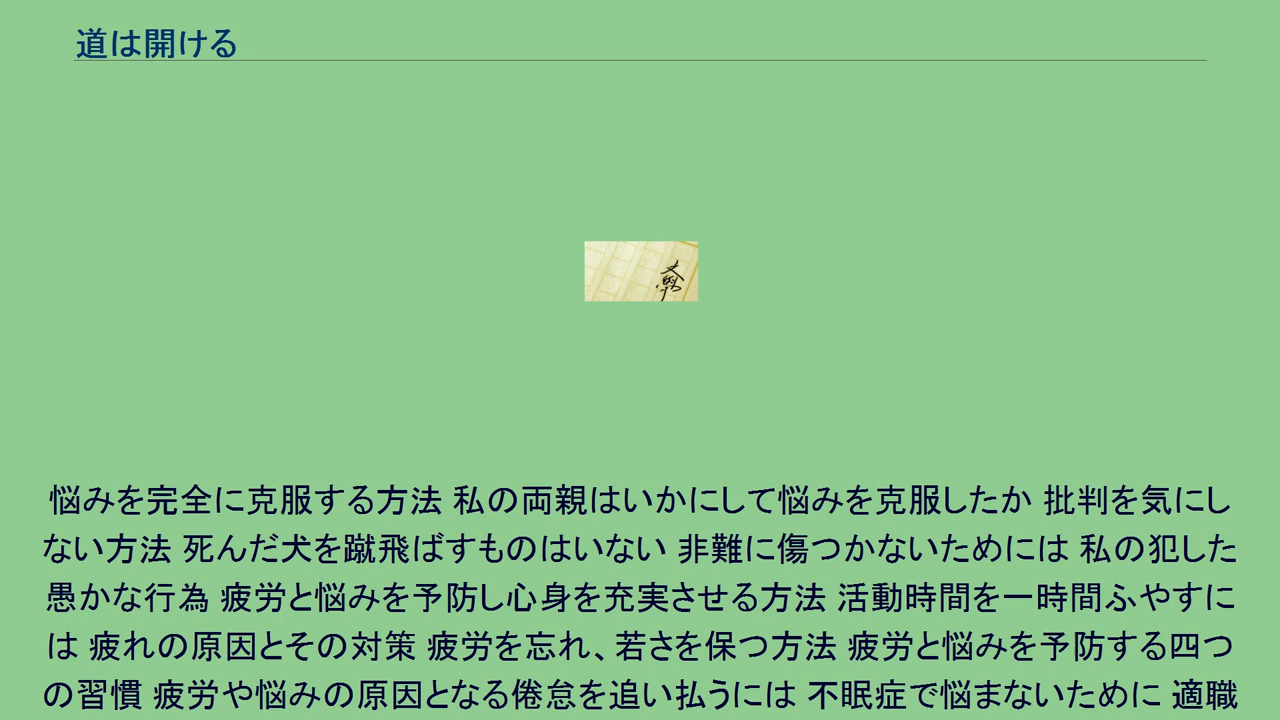 道は開ける
悩みを完全に克服する方法 私の両親はいかにして悩みを克服したか 批判を気にし
ない方法 死んだ犬を蹴飛ばすものはいない 非難に傷つかないためには 私の犯した
愚かな行為 疲労と悩みを予防し心身を充実させる方法 活動時間を一時間ふやすに
は 疲れの原因とその対策 疲労を忘れ、若さを保つ方法 疲労と悩みを予防する四つ
の習慣 疲労や悩みの原因となる倦怠を追い払うには 不眠症で悩まないために 適職